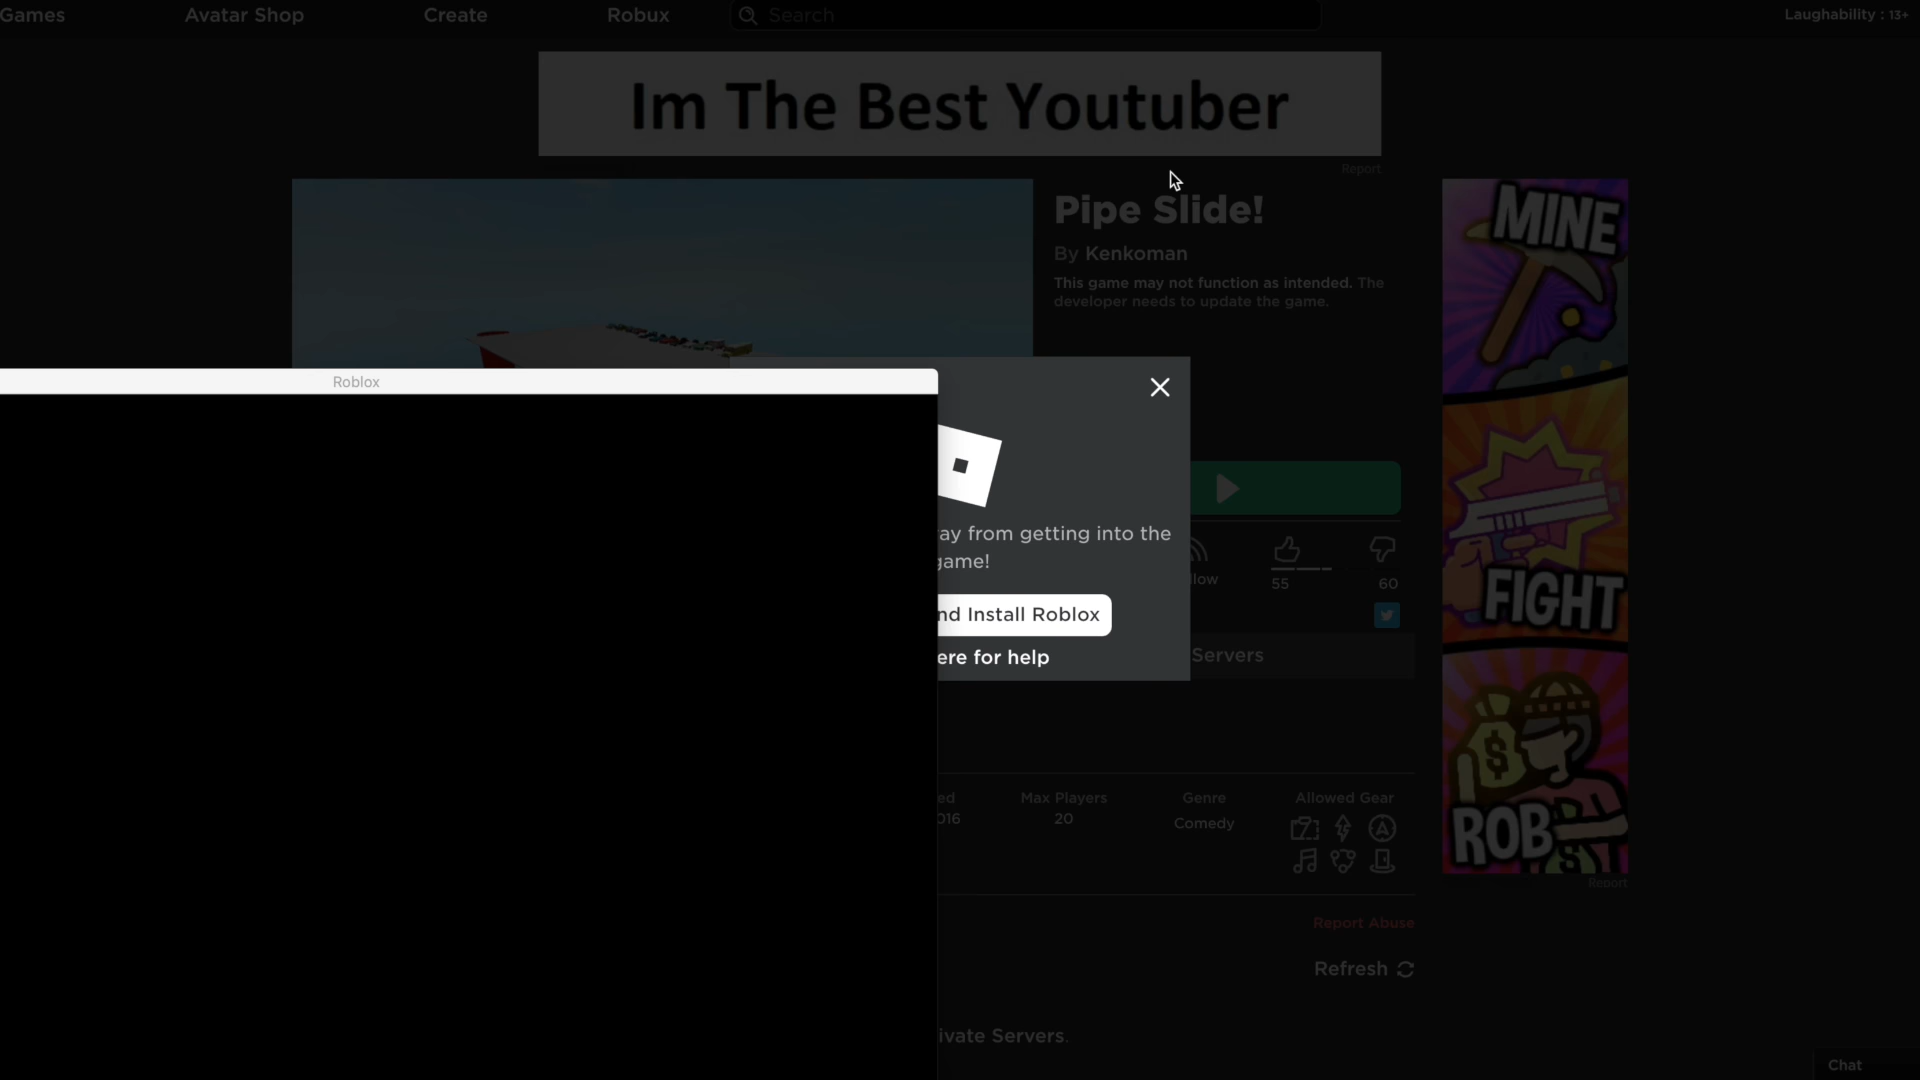 Games
Avatar Shop
Create
Robux
Search
Laughability : 13+
Im The Best Youtuber
Report
Pipe Slide!
By Kenkoman
This game may not function as intended. The
developer needs to update the game.
MINE
FIGHT
ROB
Report
Roblox
ay from getting into the
game!
nd Install Roblox
ere for help
llow
55
60
Servers
ed
016
Max Players
20
Genre
Comedy
Allowed Gear
Report Abuse
Refresh
ivate Servers.
Chat